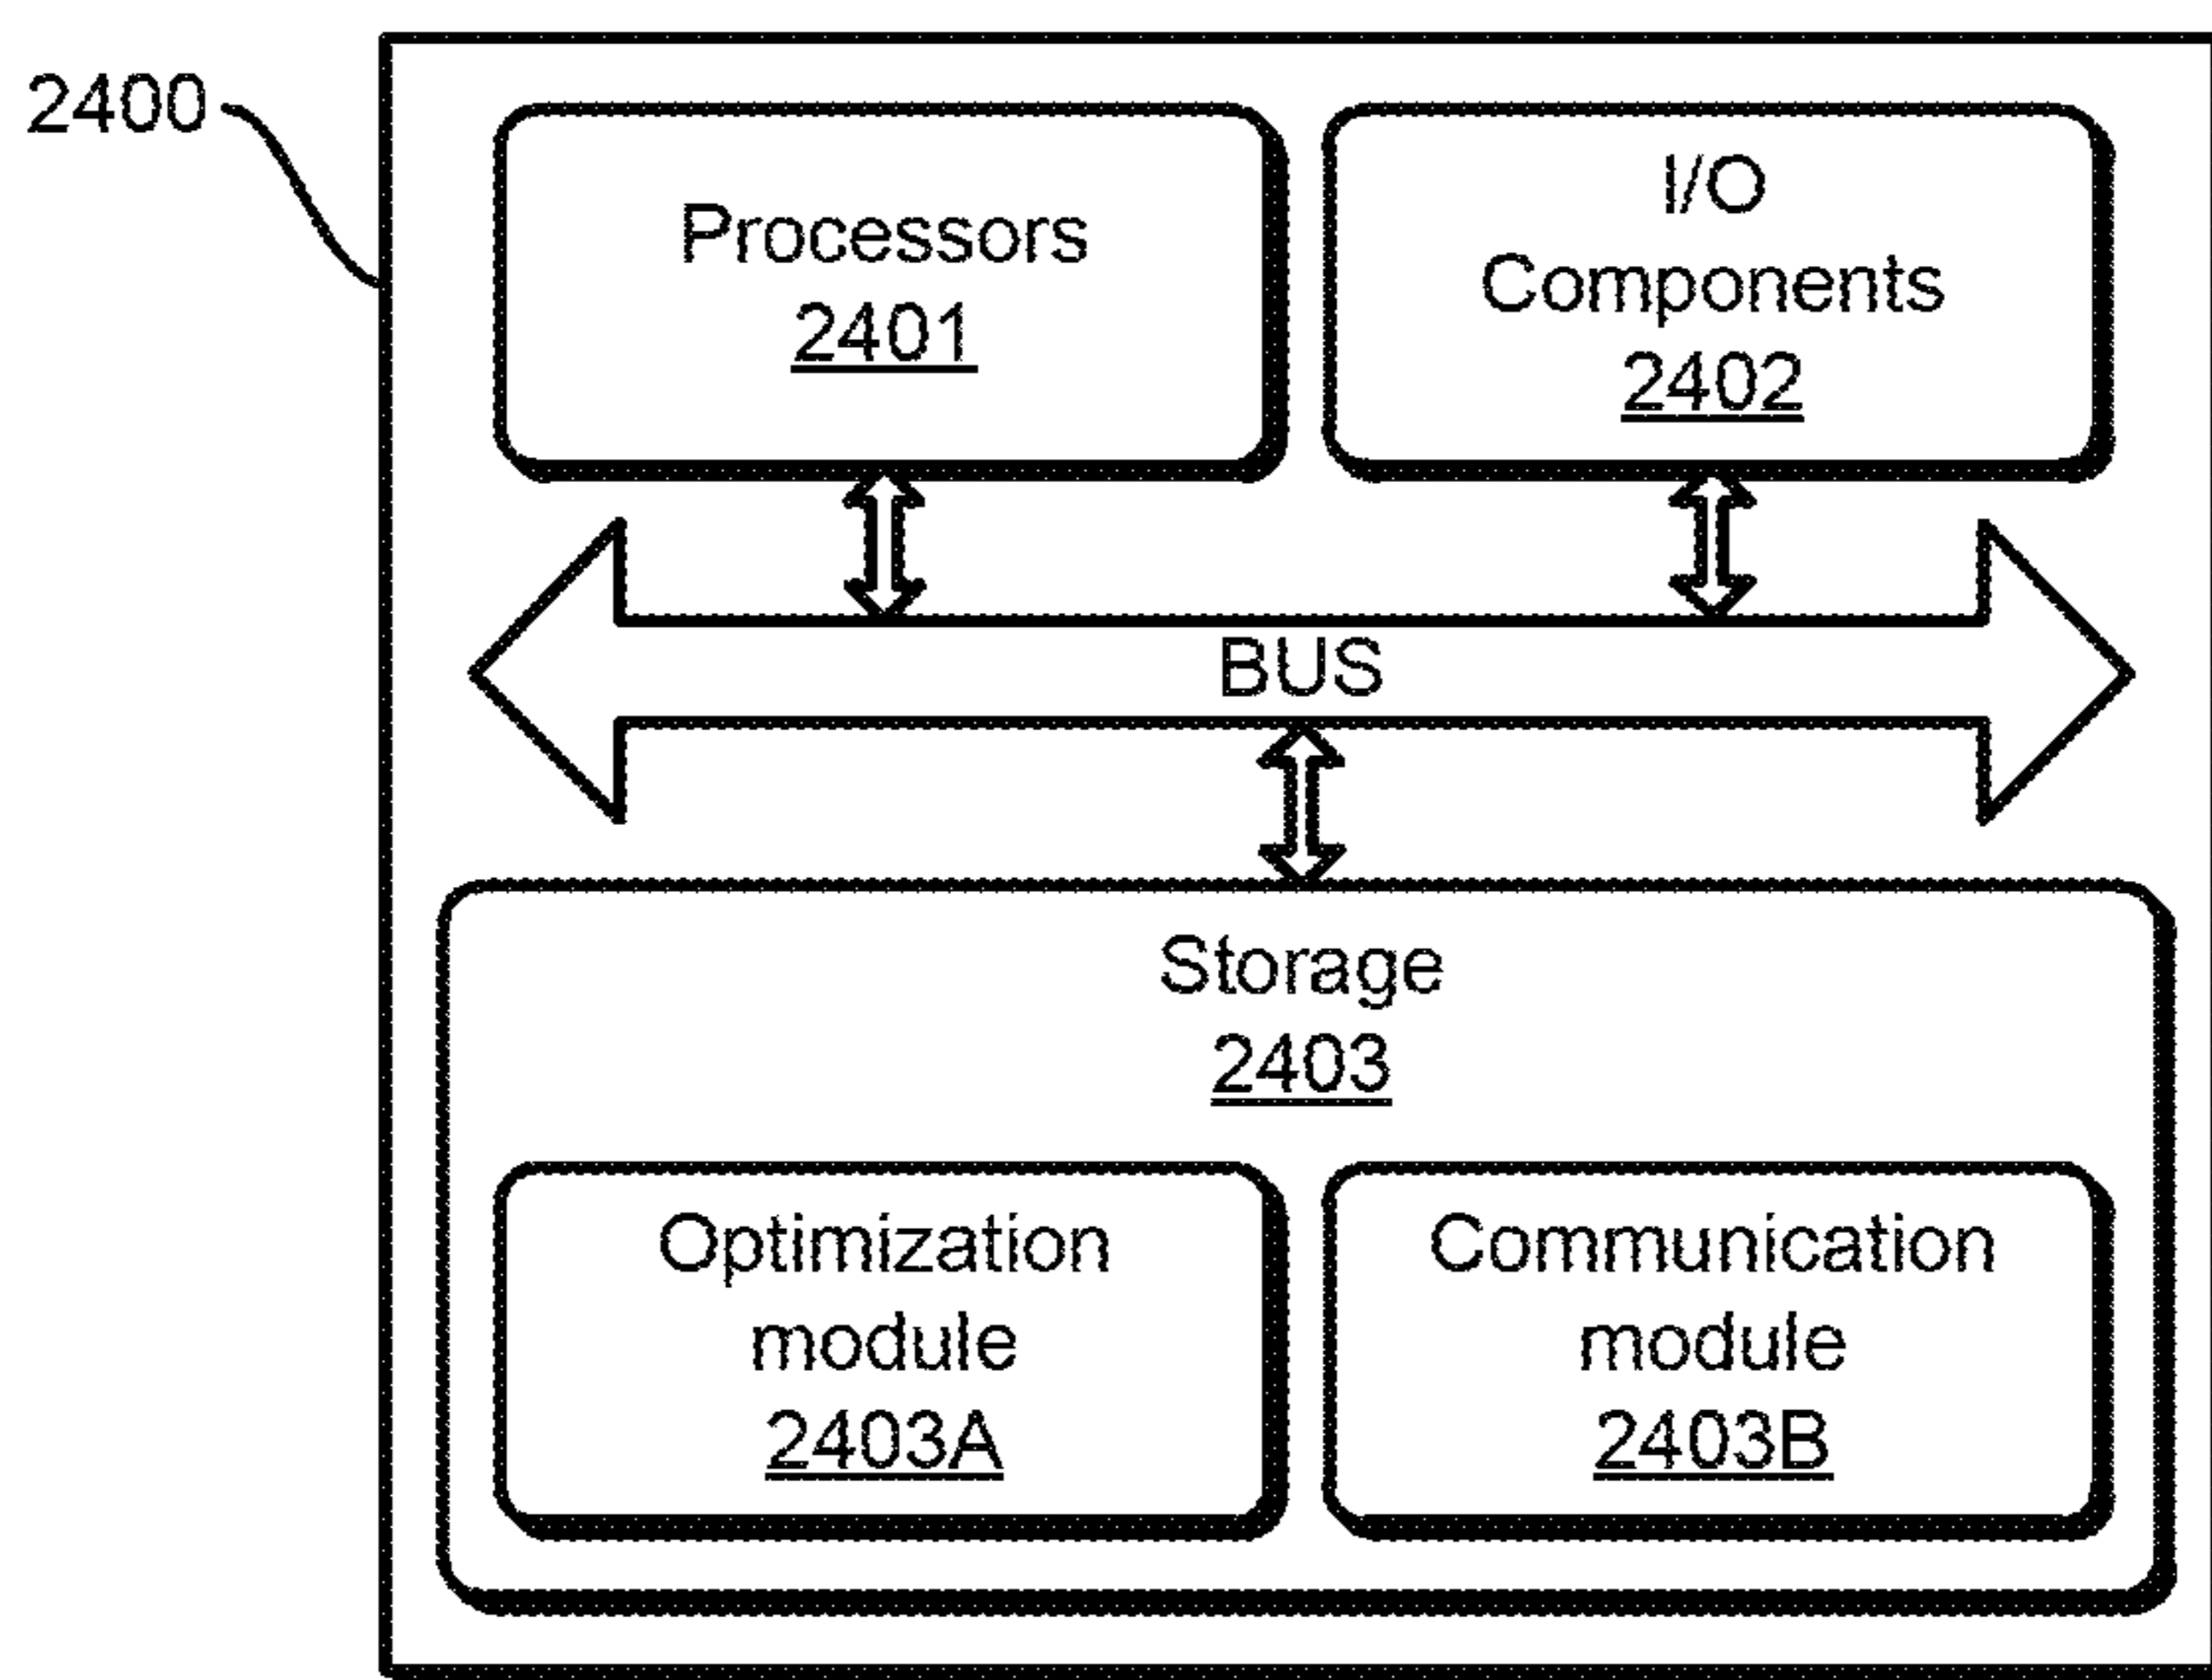 2400
Processors
2401
I/O
Components
2402
BUS
Storage
2403
Optimization
module
2403A
Communication
module
2403B